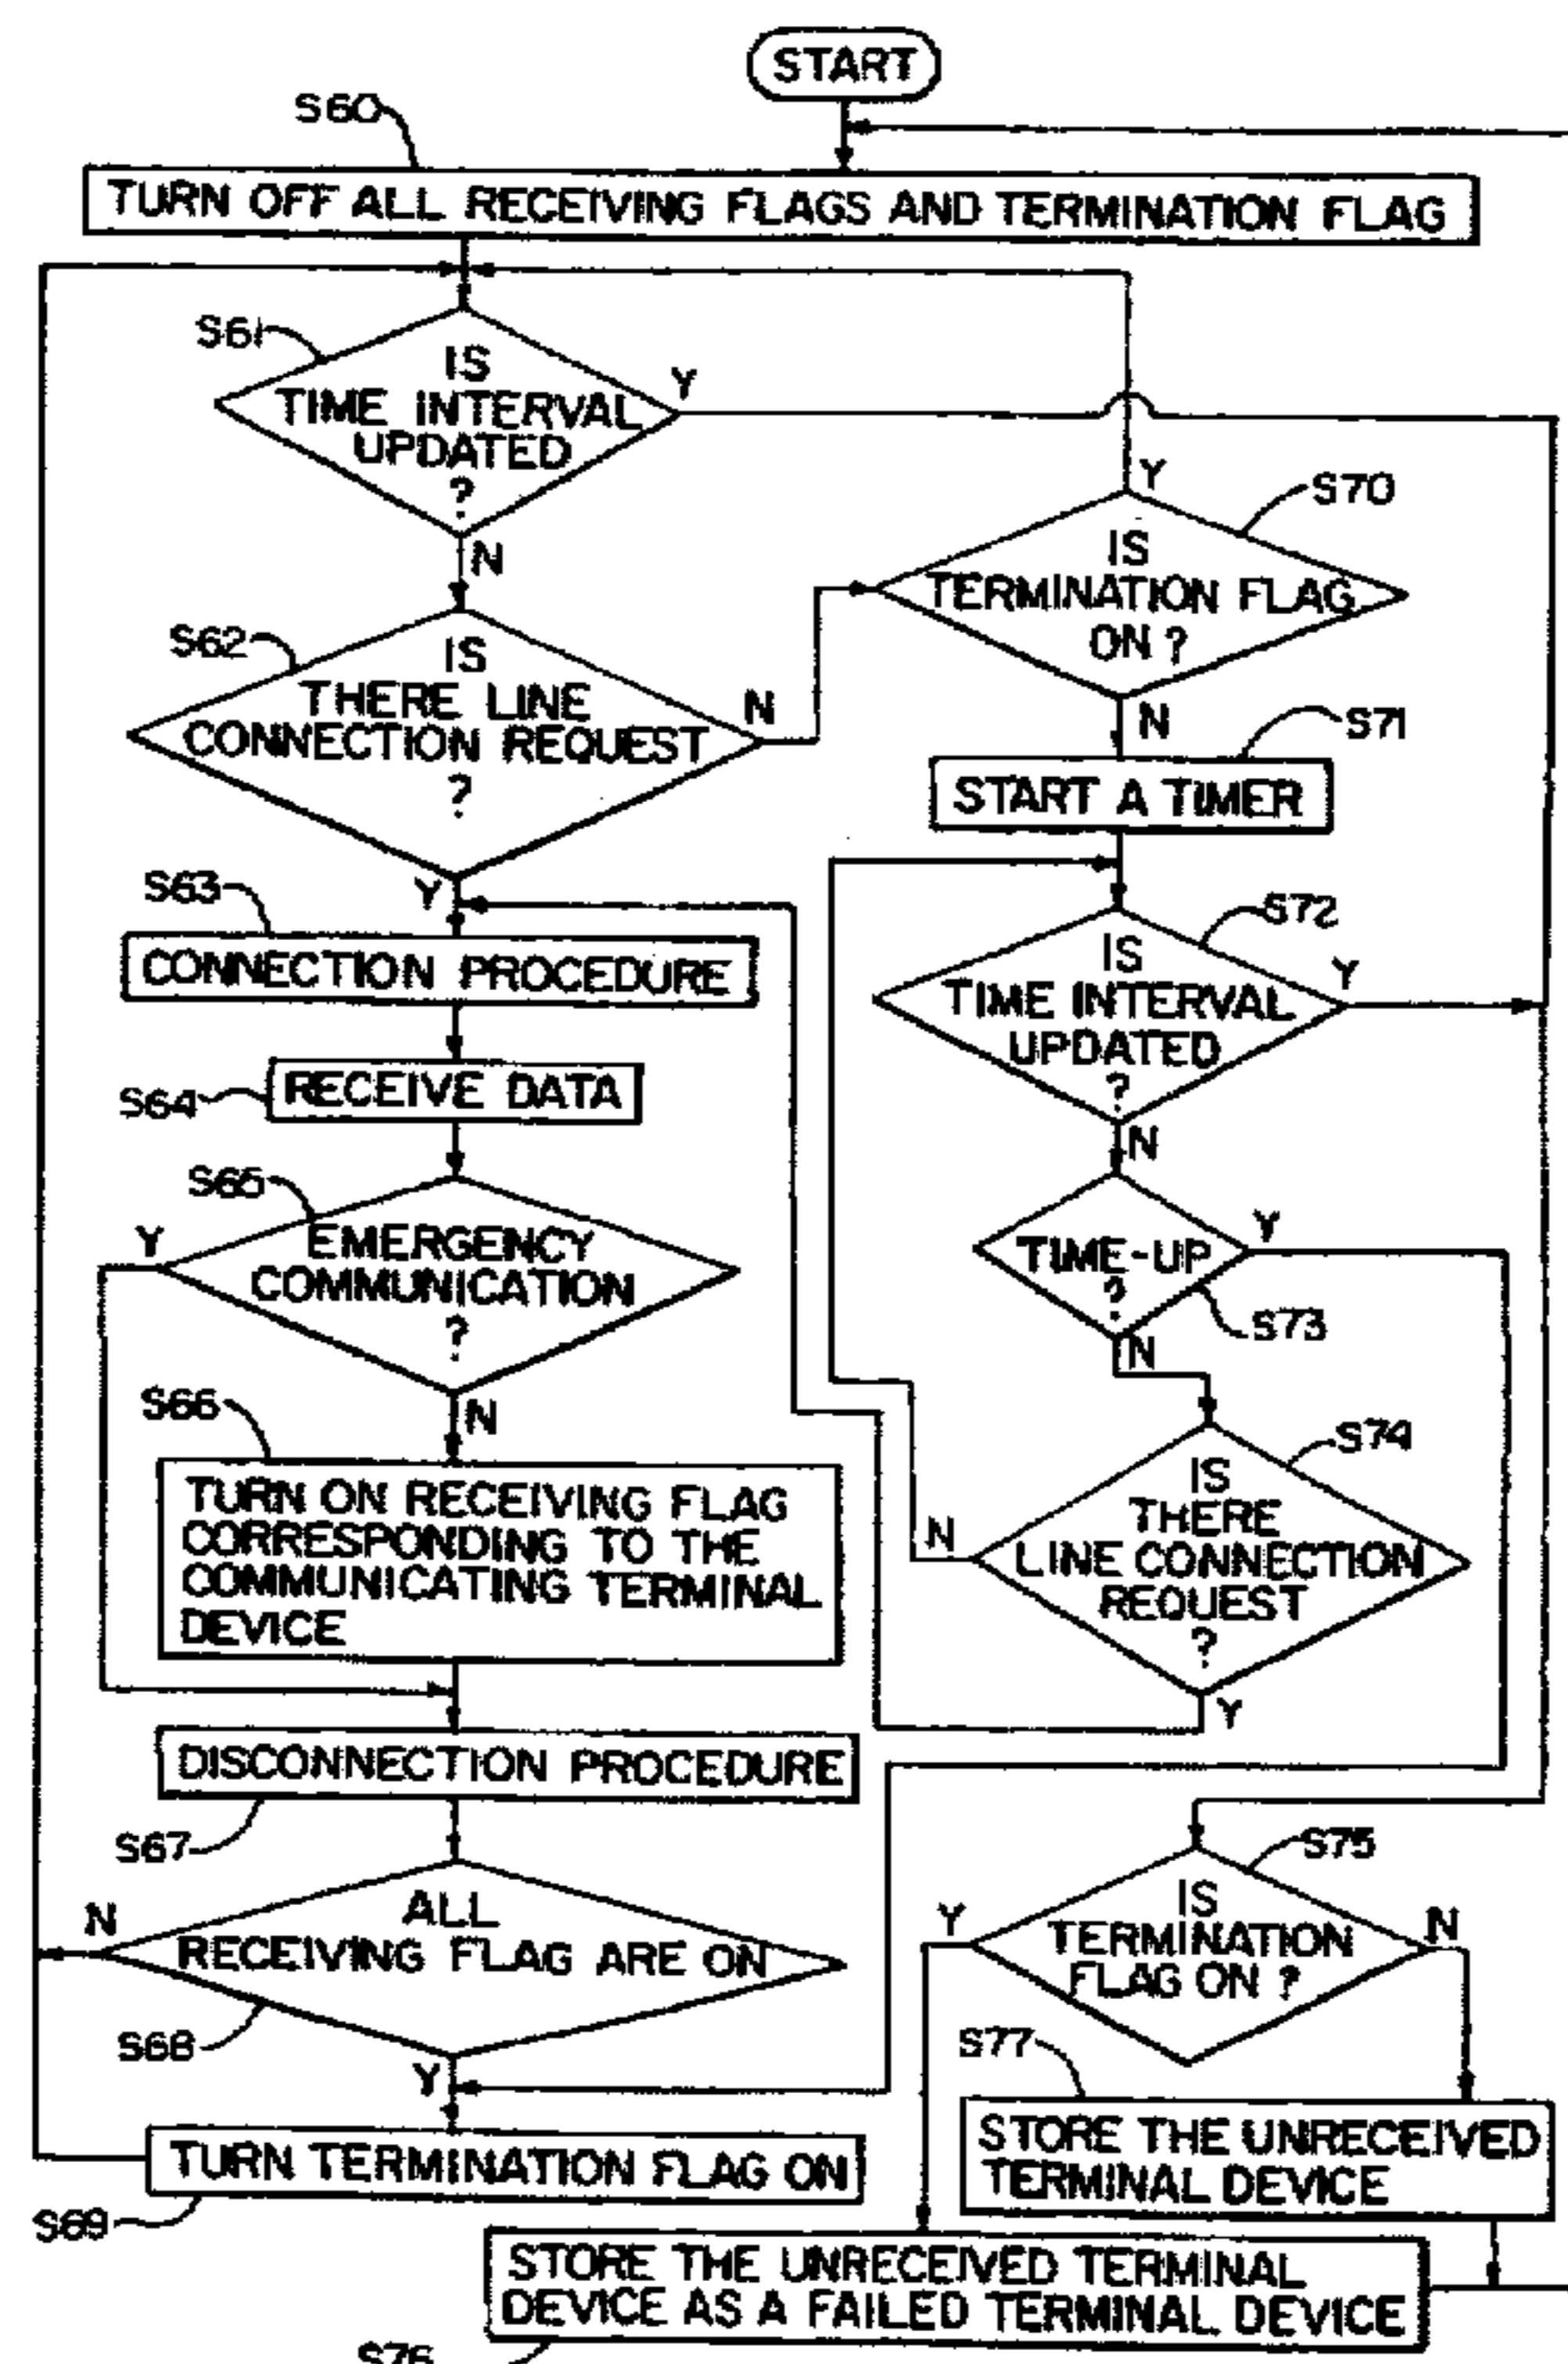 START
S60
TURN OFF ALL RECEIVING FLAGS AND TERMINATION FLAG
S61
IS
TIME INTERVAL
UPDATED
?
Y
N
S62
IS
THERE LINE
CONNECTION REQUEST
?
N
Y
S63
CONNECTION PROCEDURE
S64
RECEIVE DATA
S65
EMERGENCY
COMMUNICATION
?
Y
N
S66
TURN ON RECEIVING FLAG
CORRESPONDING TO THE
COMMUNICATING TERMINAL
DEVICE
DISCONNECTION PROCEDURE
S67
ALL
RECEIVING FLAG ARE ON
N
S68
Y
TURN TERMINATION FLAG ON
S69
Y
S70
IS
TERMINATION FLAG
ON ?
N
S71
START A TIMER
S72
IS
TIME INTERVAL
UPDATED
?
Y
N
TIME-UP
?
Y
S73
N
S74
IS
THERE
LINE CONNECTION
REQUEST
?
N
Y
S75
IS
TERMINATION
FLAG ON ?
Y
N
S77
STORE THE UNRECEIVED
TERMINAL DEVICE
STORE THE UNRECEIVED TERMINAL
DEVICE AS A FAILED TERMINAL DEVICE
S76